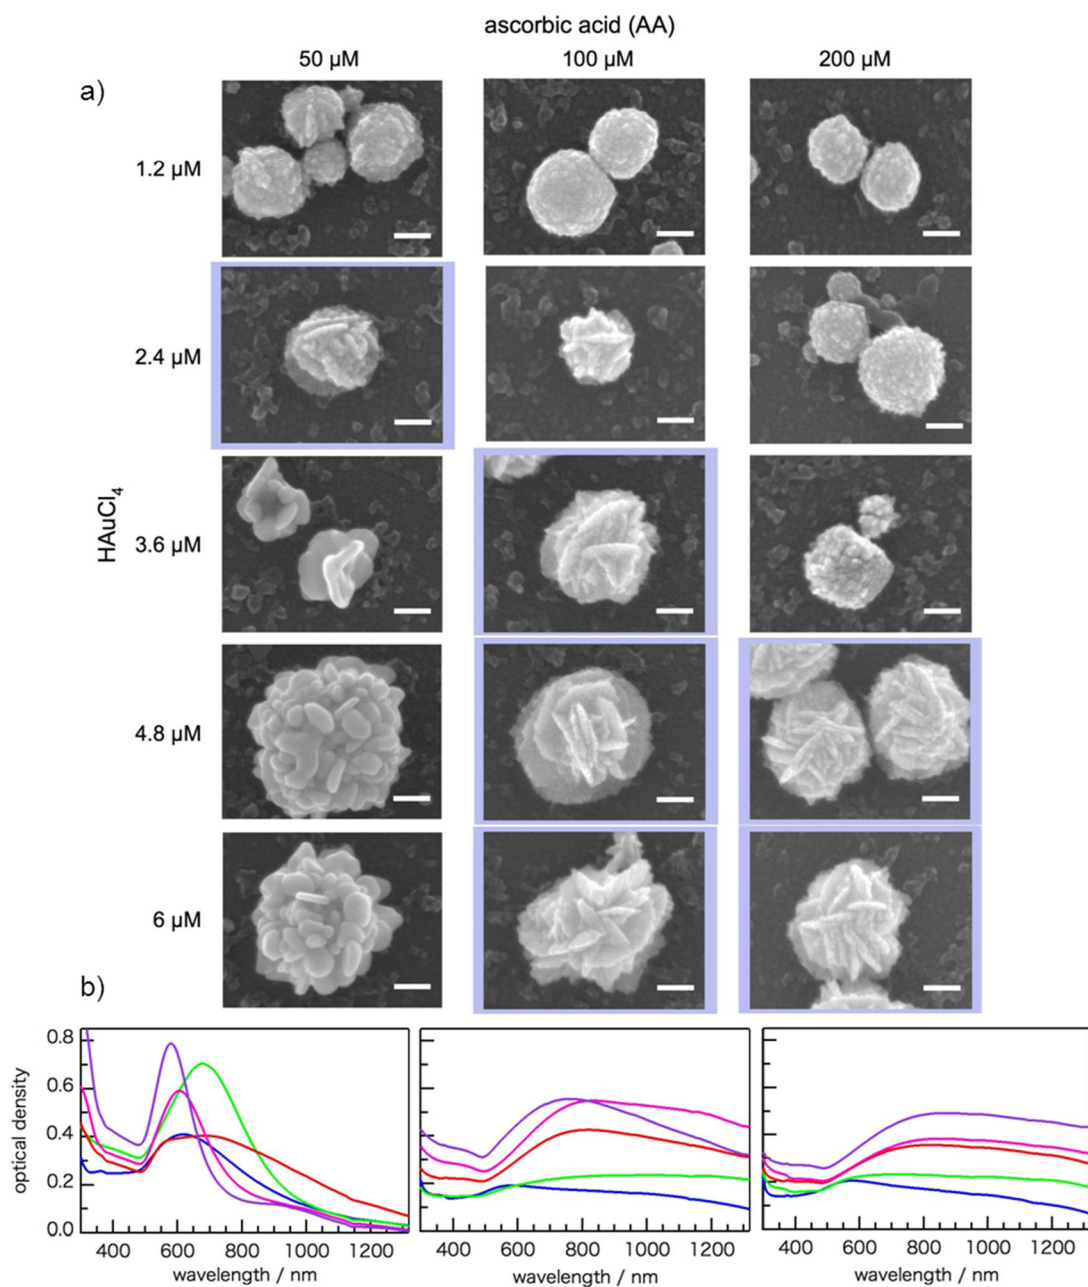 ascorbic acid (AA)
50 µM 100 µM 200 µM
a)
1.2 µM
2.4 µM
HAuCl₄
3.6 µM
4.8 µM
6 µM
b)
optical density
0.8
0.6
0.4
0.2
0.0
400 600 800 1000 1200
wavelength / nm
400 600 800 1000 1200
wavelength / nm
400 600 800 1000 1200
wavelength / nm